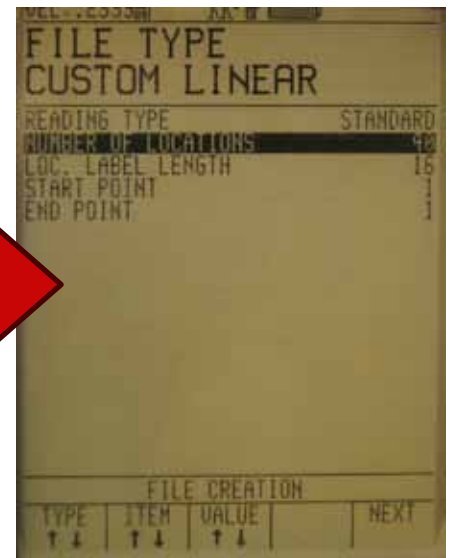 FILE TYPE
CUSTOM LINEAR
READING TYPE STANDARD
NUMBER OF LOCATIONS 90
LOC. LABEL LENGTH 16
START POINT 1
END POINT 1
FILE CREATION
TYPE ITEM VALUE NEXT
↑↓ ↑↓ ↑↓